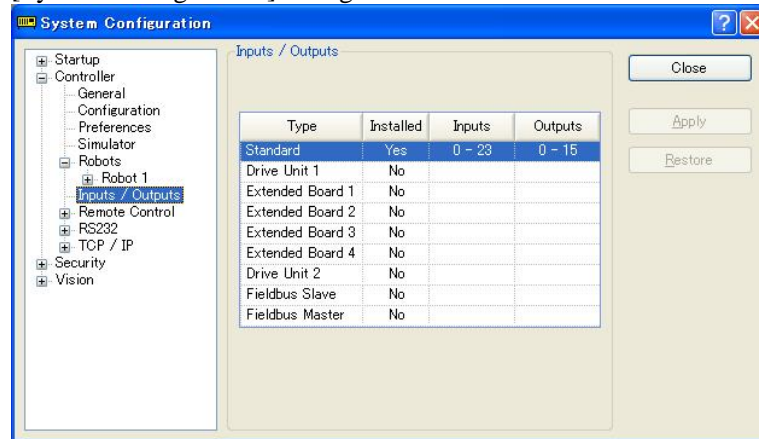 System Configuration
Startup
Controller
General
Configuration
Preferences
Simulator
Robots
Robot 1
Inputs / Outputs
Remote Control
RS232
TCP / IP
Security
Vision
Inputs / Outputs
Type Installed Inputs Outputs
Standard Yes 0 - 23 0 - 15
Drive Unit 1 No
Extended Board 1 No
Extended Board 2 No
Extended Board 3 No
Extended Board 4 No
Drive Unit 2 No
Fieldbus Slave No
Fieldbus Master No
Close
Apply
Restore